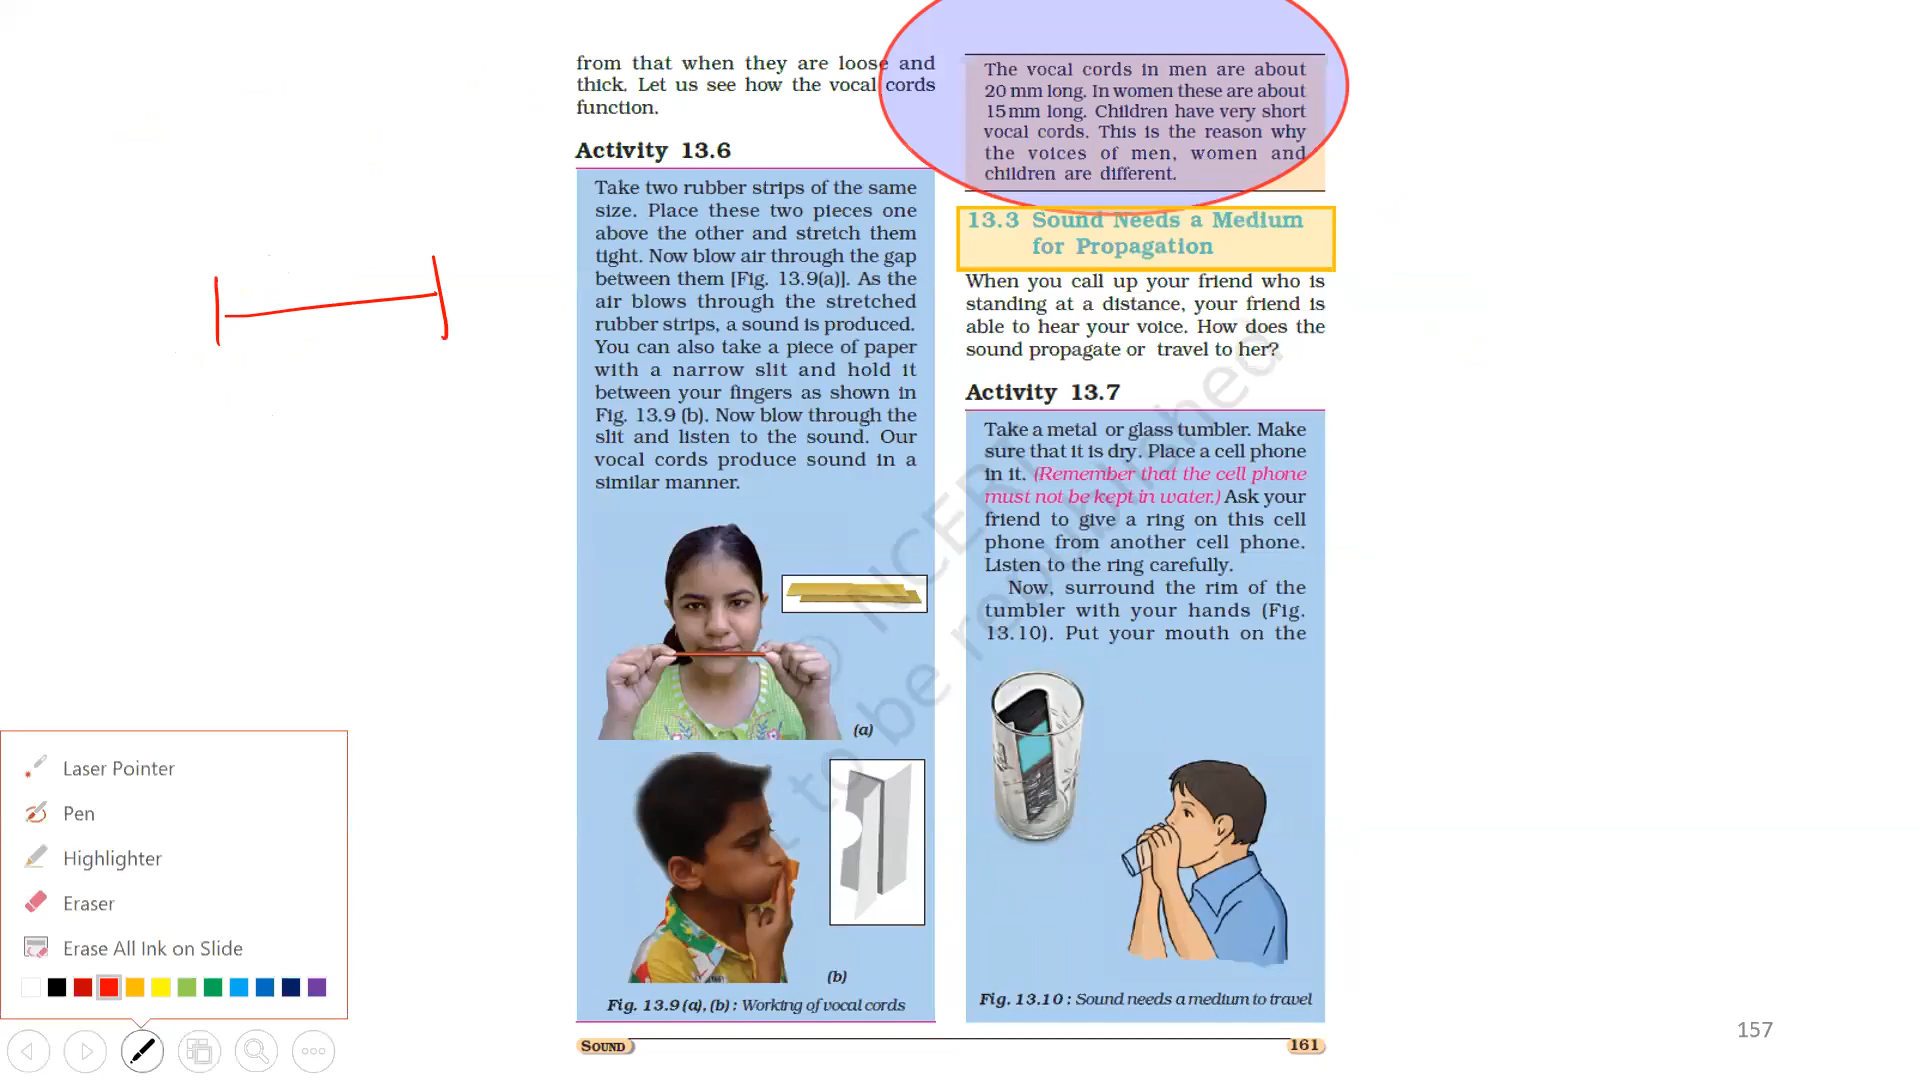 from that when they are loose and
thick. Let us see how the vocal cords
function.
Activity 13.6
Take two rubber strips of the same
size. Place these two pieces one
above the other and stretch them
tight. Now blow air through the gap
between them [Fig. 13.9(a)]. As the
air blows through the stretched
rubber strips, a sound is produced.
You can also take a piece of paper
with a narrow slit and hold it
between your fingers as shown in
Fig. 13.9 (b). Now blow through the
slit and listen to the sound. Our
vocal cords produce sound in a
similar manner.
(a)
(b)
Fig. 13.9 (a), (b) : Working of vocal cords
The vocal cords in men are about
20 mm long. In women these are about
15 mm long. Children have very short
vocal cords. This is the reason why
the voices of men, women and
children are different.
13.3 Sound Needs a Medium
for Propagation
When you call up your friend who is
standing at a distance, your friend is
able to hear your voice. How does the
sound propagate or travel to her?
Activity 13.7
Take a metal or glass tumbler. Make
sure that it is dry. Place a cell phone
in it. (Remember that the cell phone
must not be kept in water.) Ask your
friend to give a ring on this cell
phone from another cell phone.
Listen to the ring carefully.
Now, surround the rim of the
tumbler with your hands (Fig.
13.10). Put your mouth on the
Fig. 13.10 : Sound needs a medium to travel
SOUND
161
© NCERT
to be republished
Laser Pointer
Pen
Highlighter
Eraser
Erase All Ink on Slide
157